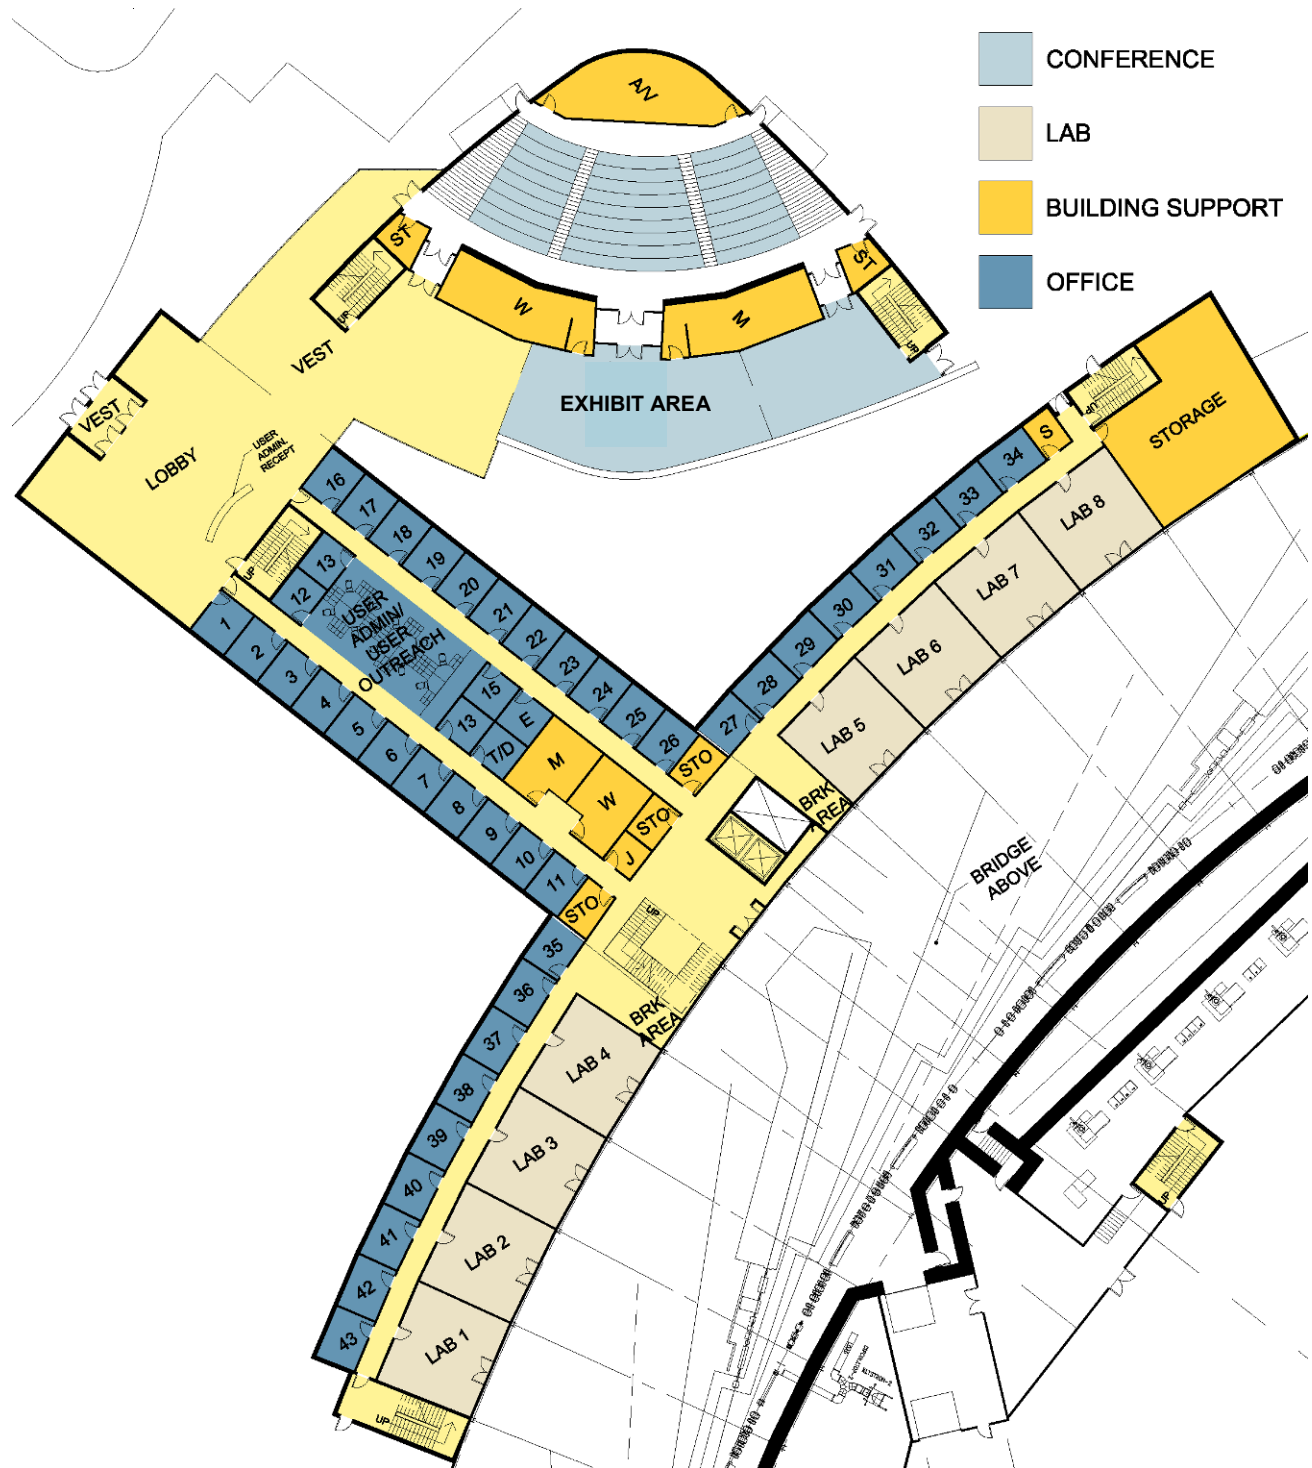 CONFERENCE
LAB
BUILDING SUPPORT
OFFICE
A/V
ST
ST
W
M
UP
UP
VEST
EXHIBIT AREA
VEST
LOBBY
USER
ADMIN.
RECEPT
UP
STORAGE
S
34
33
32
31
30
29
28
27
LAB 8
LAB 7
LAB 6
LAB 5
16
17
18
19
20
21
22
23
24
25
26
STO
UP
13
12
USER
ADMIN/
USER
OUTREACH
15
13
E
T/D
M
W
STO
J
1
2
3
4
5
6
7
8
9
10
11
STO
BRK
AREA
UP
BRK
AREA
BRIDGE
ABOVE
35
36
37
38
39
40
41
42
43
LAB 4
LAB 3
LAB 2
LAB 1
UP
UP